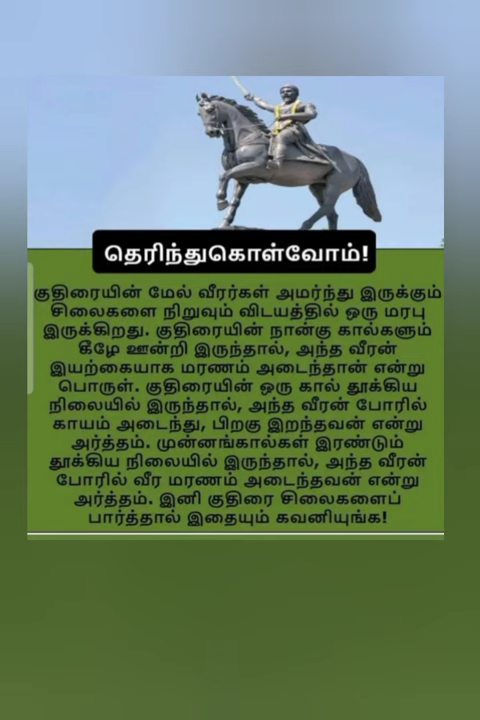 தெரிந்துகொள்வோம்!
குதிரையின் மேல் வீரர்கள் அமர்ந்து இருக்கும்
சிலைகளை நிறுவும் விடயத்தில் ஒரு மரபு
இருக்கிறது. குதிரையின் நான்கு கால்களும்
கீழே ஊன்றி இருந்தால், அந்த வீரன்
இயற்கையாக மரணம் அடைந்தான் என்று
பொருள். குதிரையின் ஒரு கால் தூக்கிய
நிலையில் இருந்தால், அந்த வீரன் போரில்
காயம் அடைந்து, பிறகு இறந்தவன் என்று
அர்த்தம். முன்னங்கால்கள் இரண்டும்
தூக்கிய நிலையில் இருந்தால், அந்த வீரன்
போரில் வீர மரணம் அடைந்தவன் என்று
அர்த்தம். இனி குதிரை சிலைகளைப்
பார்த்தால் இதையும் கவனியுங்க!